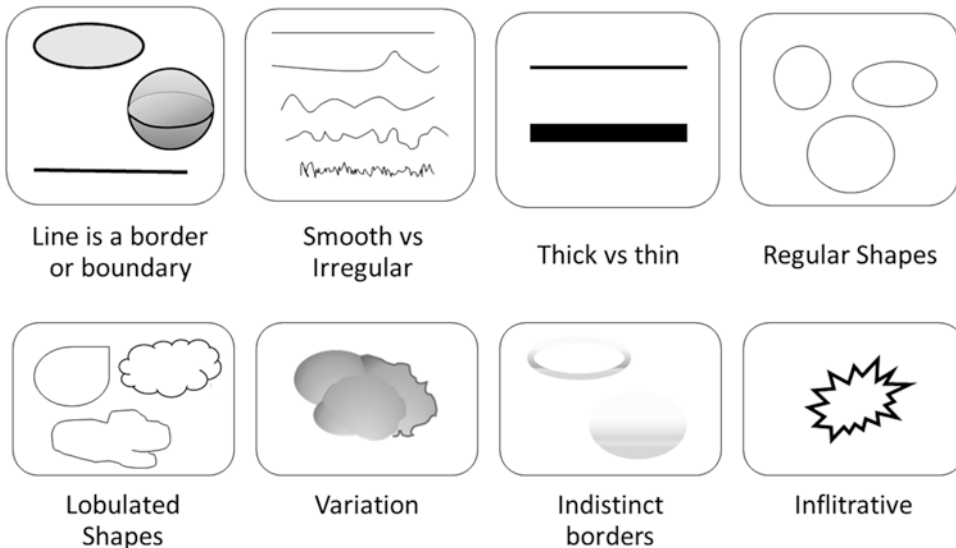 Line is a border
or boundary
Smooth vs
Irregular
Thick vs thin
Regular Shapes
Lobulated
Shapes
Variation
Indistinct
borders
Inflitrative